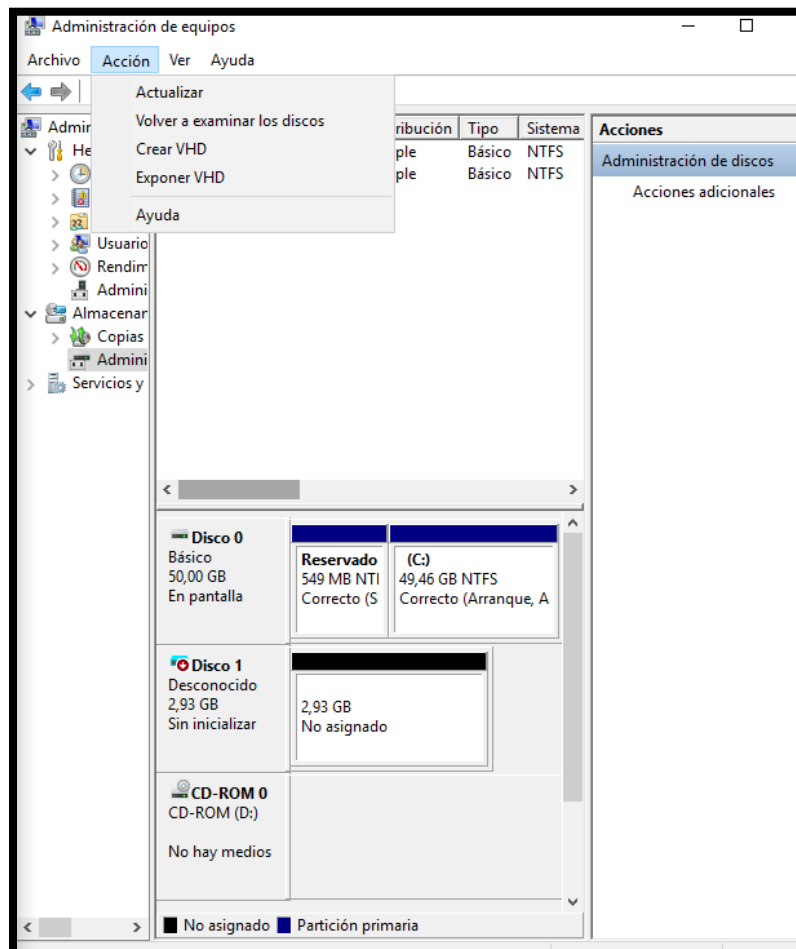 Administración de equipos
Archivo Acción Ver Ayuda
Actualizar
Volver a examinar los discos
Crear VHD
Exponer VHD
Ayuda
Admir
He
Usuario
Rendim
Admini
Almacenar
Copias
Admini
Servicios y
ribución Tipo Sistema
ple Básico NTFS
ple Básico NTFS
Acciones
Administración de discos
Acciones adicionales
Disco 0
Básico
50,00 GB
En pantalla
Reservado
549 MB NTI
Correcto (S
(C:)
49,46 GB NTFS
Correcto (Arranque, A
Disco 1
Desconocido
2,93 GB
Sin inicializar
2,93 GB
No asignado
CD-ROM 0
CD-ROM (D:)
No hay medios
No asignado Partición primaria